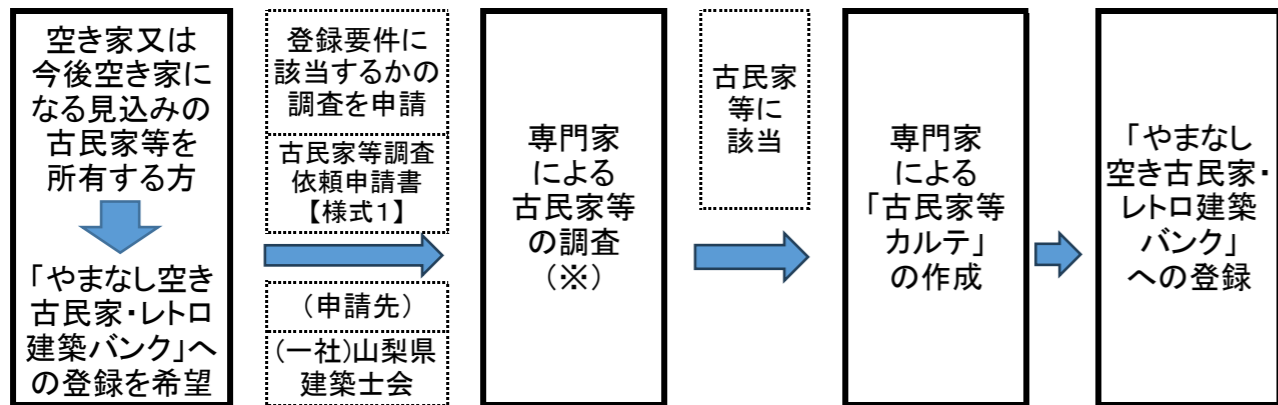 空き家又は
今後空き家に
なる見込みの
古民家等を
所有する方
「やまなし空き
古民家・レトロ
建築バンク」へ
の登録を希望
登録要件に
該当するかの
調査を申請
古民家等調査
依頼申請書
【様式1】
(申請先)
(一社)山梨県
建築士会
専門家
による
古民家等
の調査
(※)
古民家
等に
該当
専門家
による
「古民家等
カルテ」
の作成
「やまなし
空き古民家・
レトロ建築
バンク」
への登録